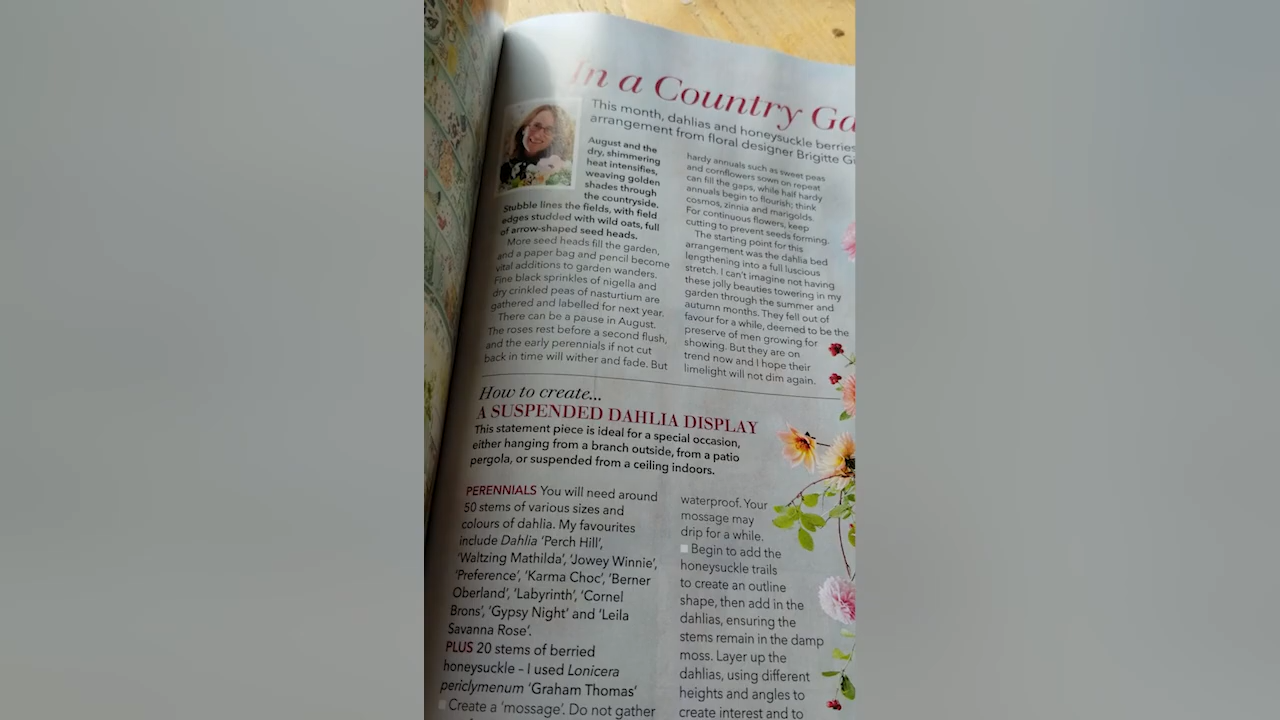 In a Country Ga
This month, dahlias and honeysuckle berries
arrangement from floral designer Brigitte Gi
August and the
dry, shimmering
heat intensifies,
weaving golden
shades through
the countryside.
Stubble lines the fields, with field
edges studded with wild oats, full
of arrow-shaped seed heads.
More seed heads fill the garden,
and a paper bag and pencil become
vital additions to garden wanders.
Fine black sprinkles of nigella and
dry crinkled peas of nasturtium are
gathered and labelled for next year.
There can be a pause in August.
The roses rest before a second flush,
and the early perennials if not cut
back in time will wither and fade. But
hardy annuals such as sweet peas
and cornflowers sown on repeat
can fill the gaps, while half hardy
annuals begin to flourish; think
cosmos, zinnia and marigolds.
For continuous flowers, keep
cutting to prevent seeds forming.
The starting point for this
arrangement was the dahlia bed
lengthening into a full luscious
stretch. I can't imagine not having
these jolly beauties towering in my
garden through the summer and
autumn months. They fell out of
favour for a while, deemed to be the
preserve of men growing for
showing. But they are on
trend now and I hope their
limelight will not dim again.
How to create...
A SUSPENDED DAHLIA DISPLAY
This statement piece is ideal for a special occasion,
either hanging from a branch outside, from a patio
pergola, or suspended from a ceiling indoors.
PERENNIALS You will need around
50 stems of various sizes and
colours of dahlia. My favourites
include Dahlia 'Perch Hill',
'Waltzing Mathilda', 'Jowey Winnie',
'Preference', 'Karma Choc', 'Berner
Oberland', 'Labyrinth', 'Cornel
Brons', 'Gypsy Night' and 'Leila
Savanna Rose'.
PLUS 20 stems of berried
honeysuckle – I used Lonicera
periclymenum 'Graham Thomas'
Create a 'mossage'. Do not gather
waterproof. Your
mossage may
drip for a while.
Begin to add the
honeysuckle trails
to create an outline
shape, then add in the
dahlias, ensuring the
stems remain in the damp
moss. Layer up the
dahlias, using different
heights and angles to
create interest and to